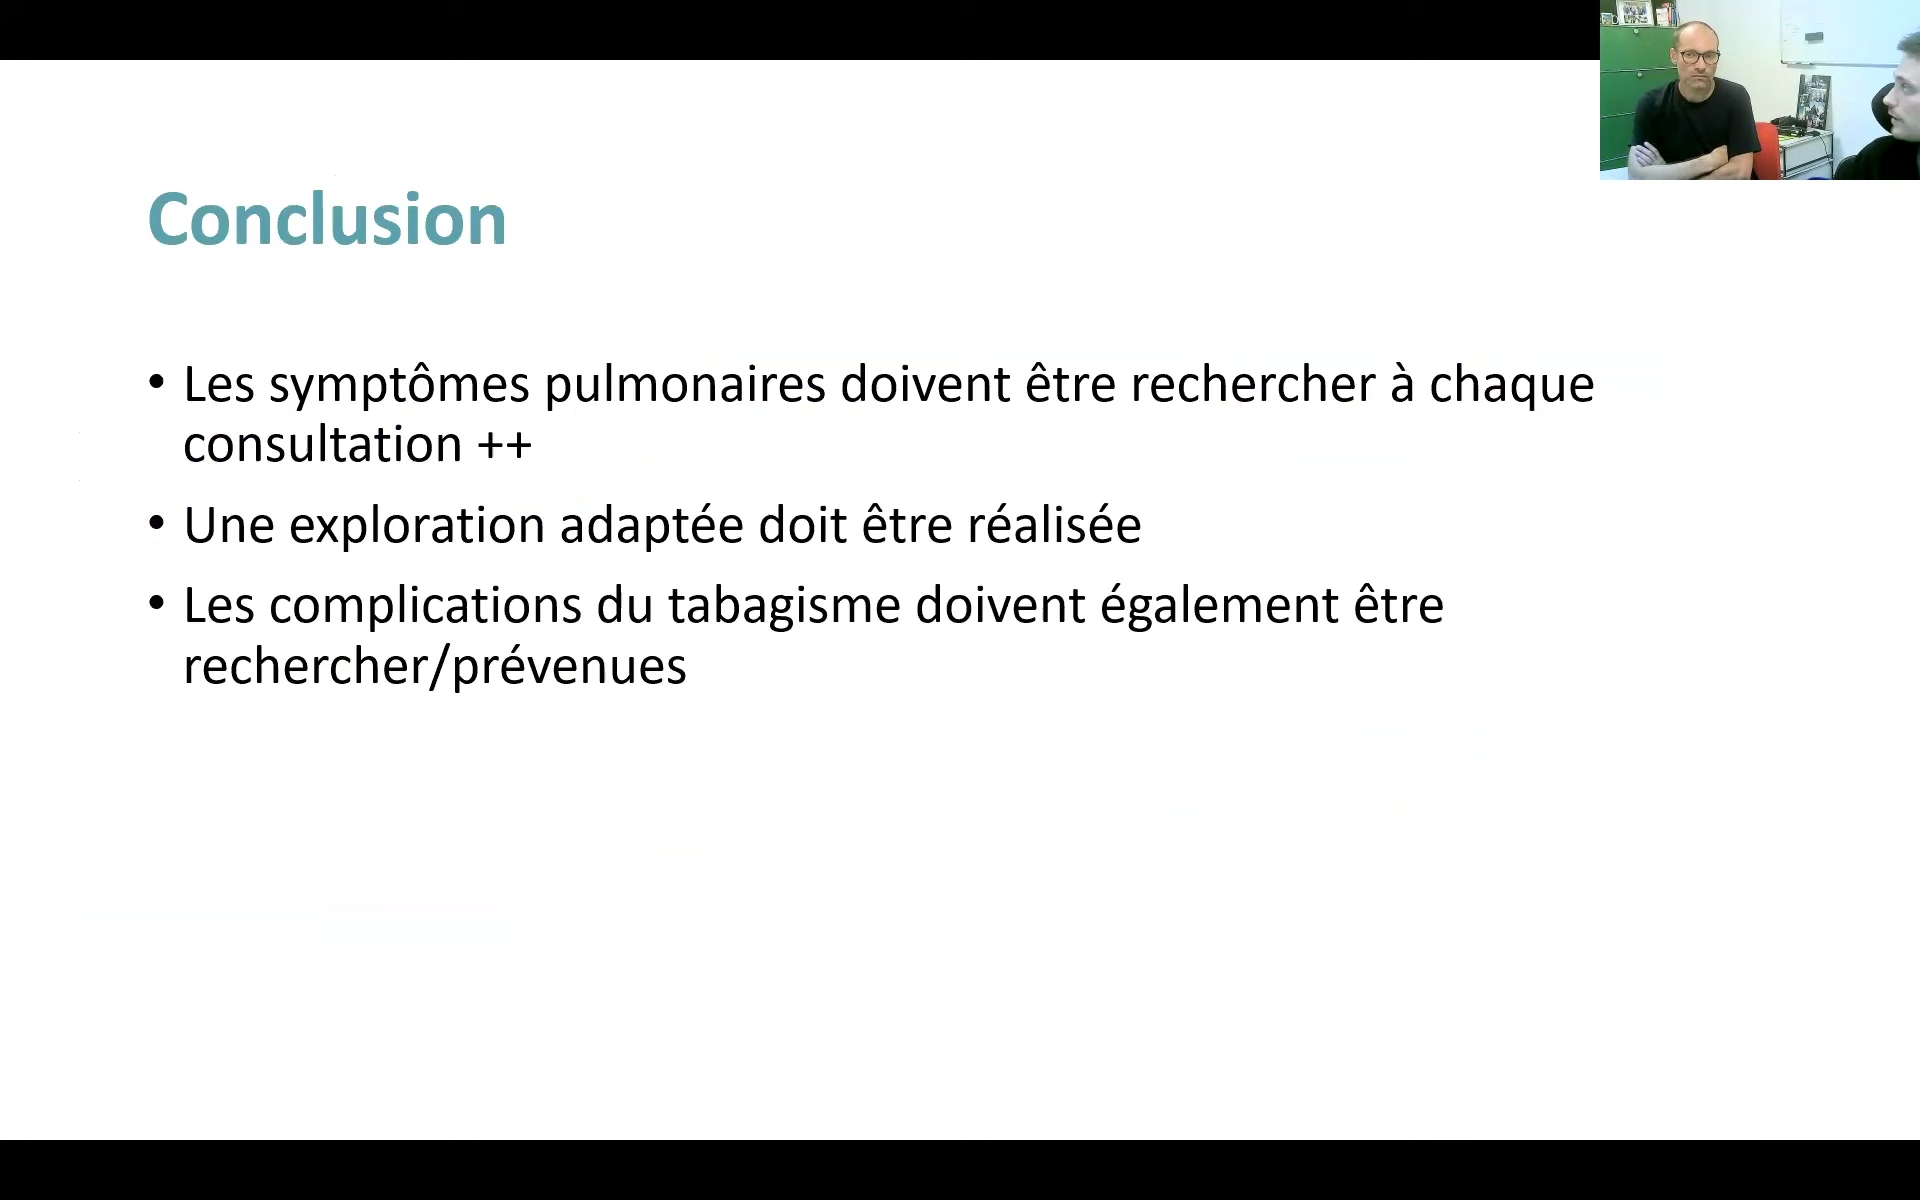 Conclusion
• Les symptômes pulmonaires doivent être rechercher à chaque
consultation ++
• Une exploration adaptée doit être réalisée
• Les complications du tabagisme doivent également être
rechercher/prévenues